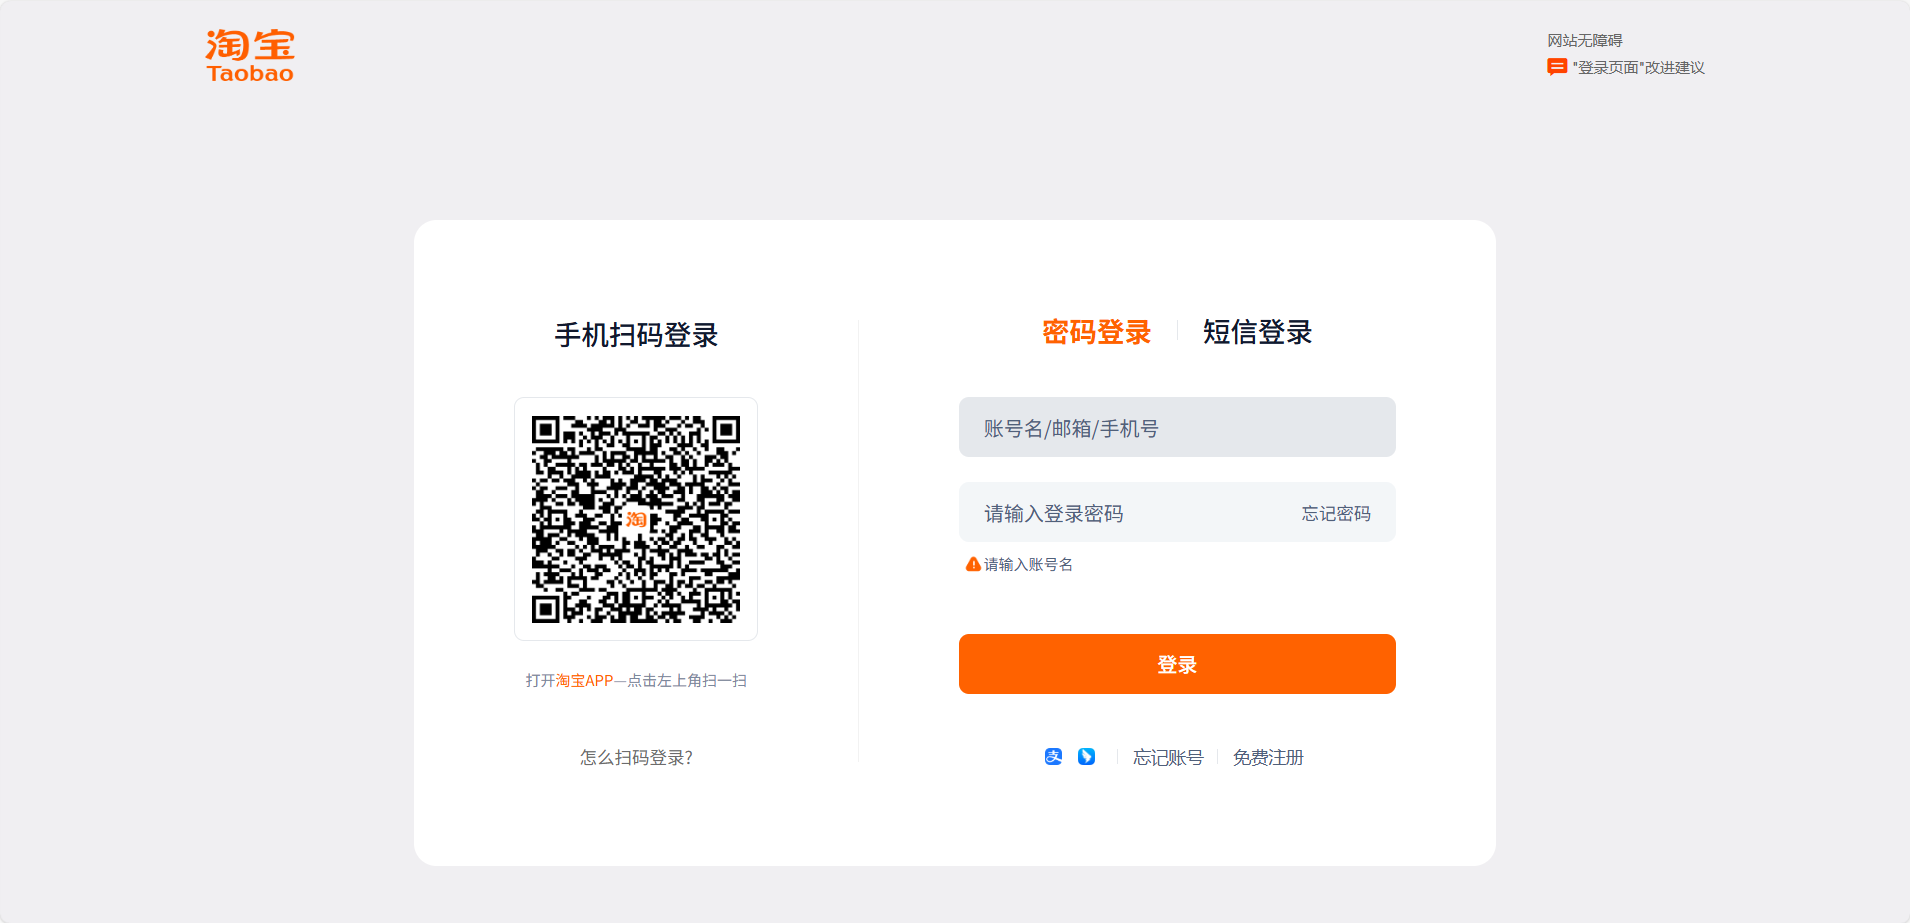 淘宝
Taobao
网站无障碍
"登录页面"改进建议
手机扫码登录
淘
打开淘宝APP—点击左上角扫一扫
怎么扫码登录?
密码登录
短信登录
账号名/邮箱/手机号
请输入登录密码
忘记密码
请输入账号名
登录
支
忘记账号
免费注册